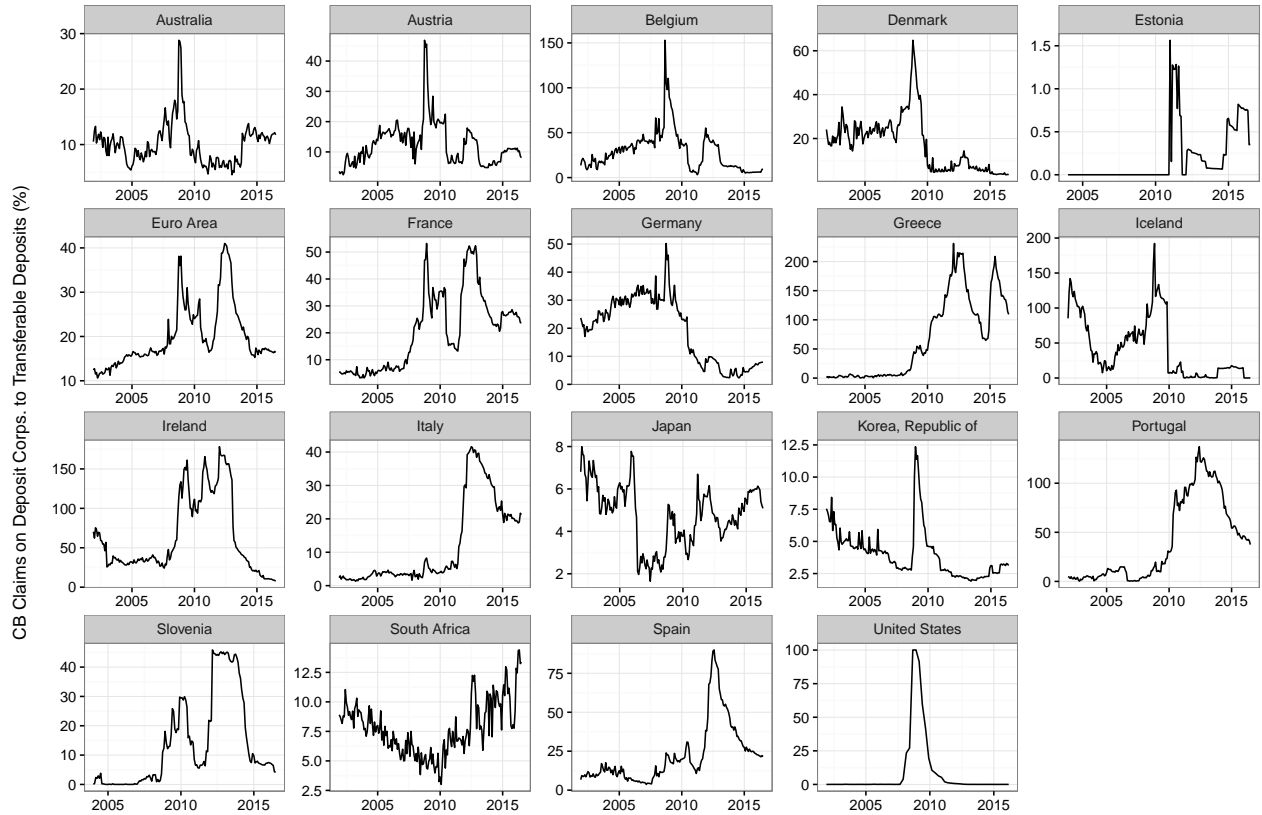 CB Claims on Deposit Corps. to Transferable Deposits (%)
Australia
30%
20
10
2005 2010 2015
Austria
40
30
20
10
2005 2010 2015
Belgium
150
100
50
0
2005 2010 2015
Denmark
60
40
20
2005 2010 2015
Estonia
1.5
1.0
0.5
0.0
2005 2010 2015
Euro Area
40
30
20
10
2005 2010 2015
France
50
40
30
20
10
2005 2010 2015
Germany
50
40
30
20
10
0
2005 2010 2015
Greece
200
150
100
50
0
2005 2010 2015
Iceland
200
150
100
50
0
2005 2010 2015
Ireland
150
100
50
0
2005 2010 2015
Italy
40
30
20
10
0
2005 2010 2015
Japan
8
6
4
2
2005 2010 2015
Korea, Republic of
12.5
10.0
7.5
5.0
2.5
2005 2010 2015
Portugal
100
50
0
2005 2010 2015
Slovenia
40
30
20
10
0
2005 2010 2015
South Africa
12.5
10.0
7.5
5.0
2.5
2005 2010 2015
Spain
75
50
25
0
2005 2010 2015
United States
100
75
50
25
0
2005 2010 2015